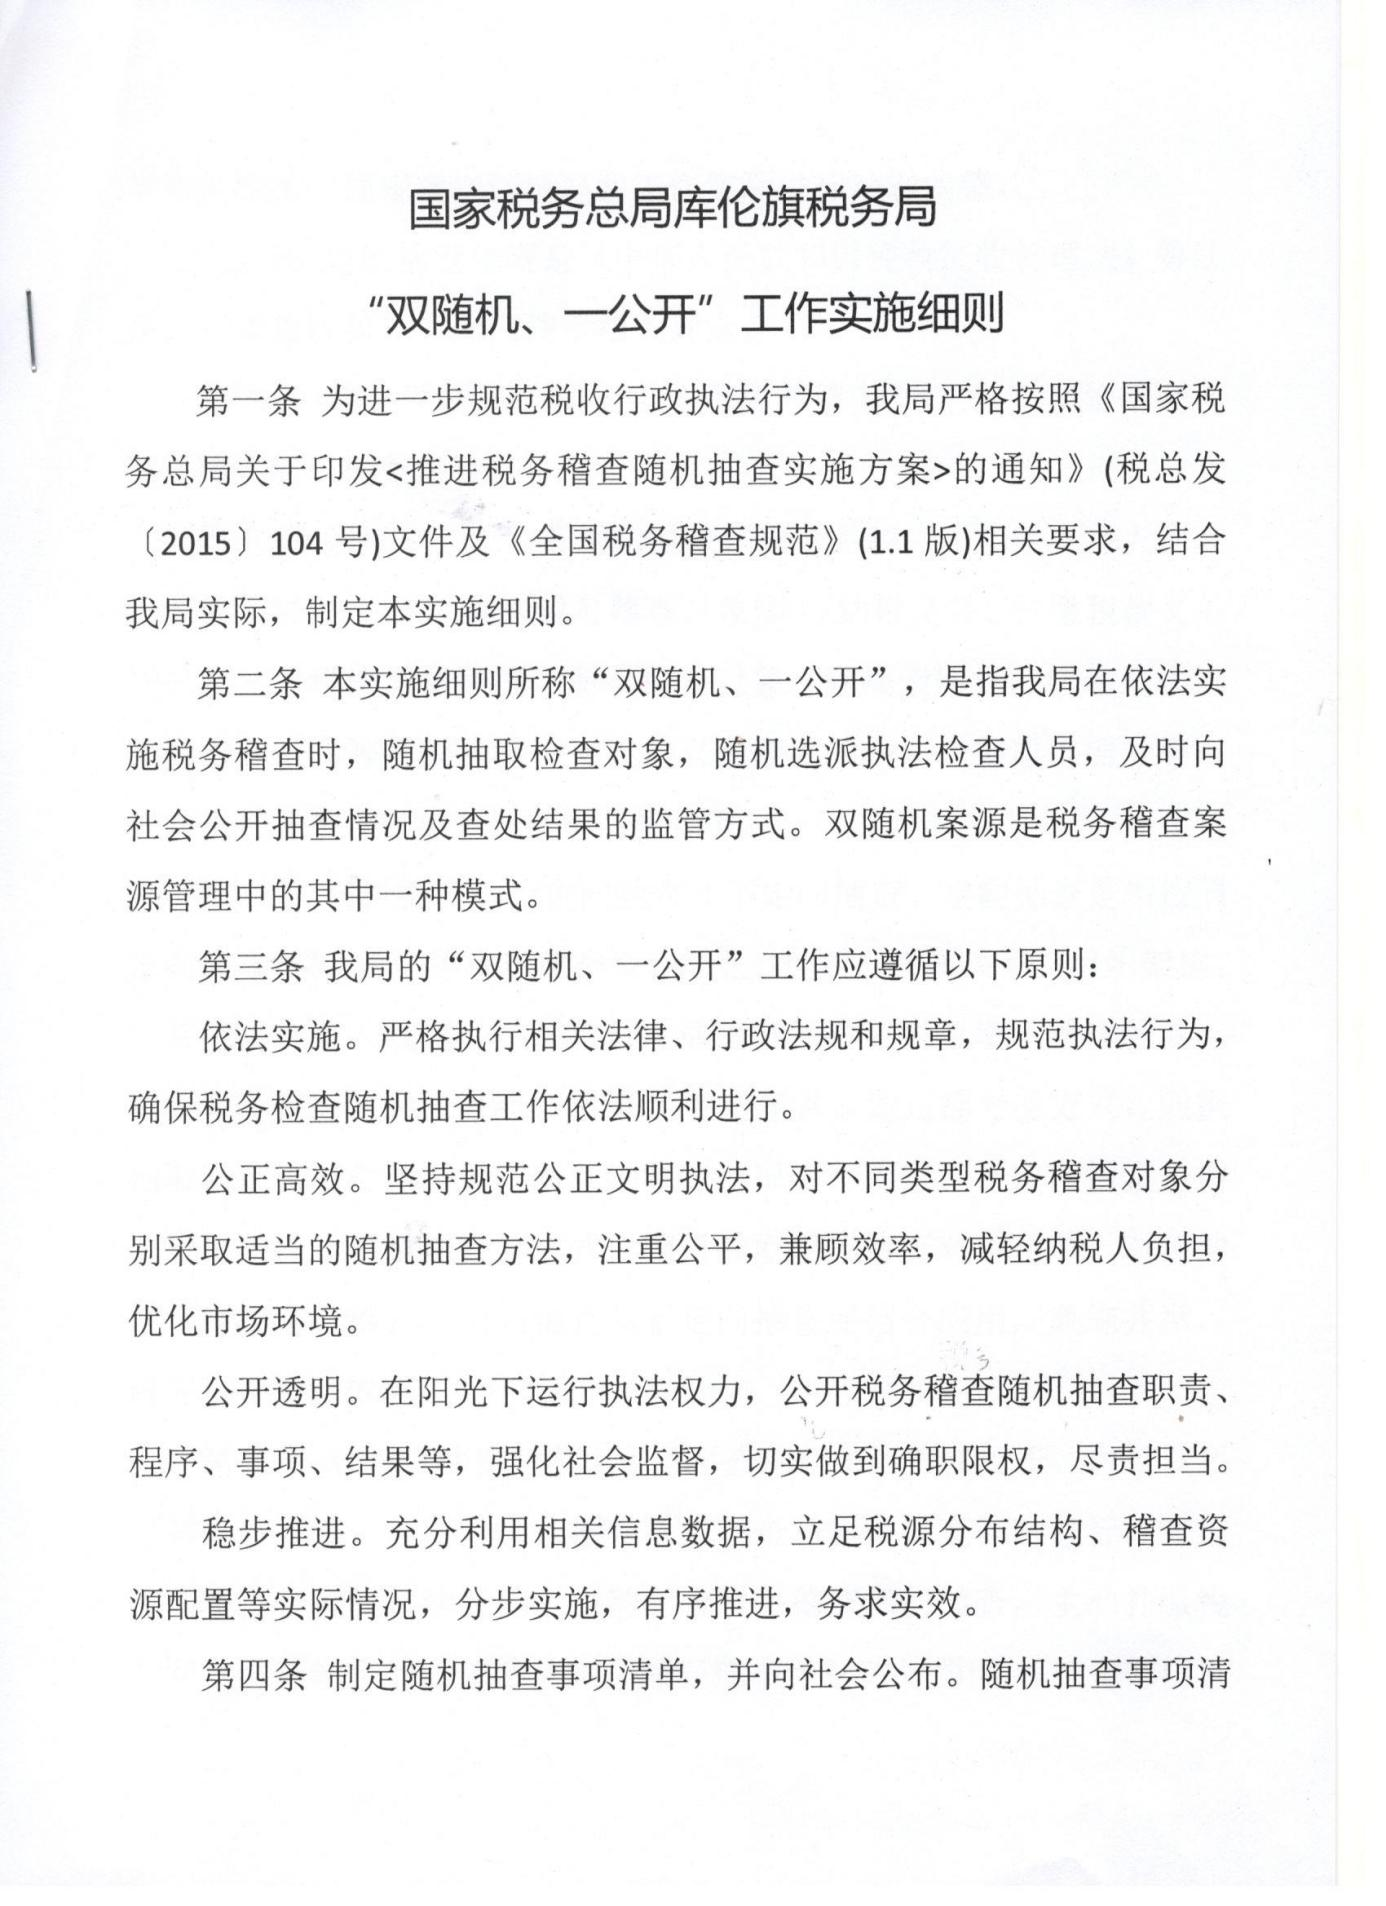 国家税务总局库伦旗税务局
“双随机、一公开”工作实施细则
第一条 为进一步规范税收行政执法行为，我局严格按照《国家税
务总局关于印发<推进税务稽查随机抽查实施方案>的通知》(税总发
〔2015〕104 号)文件及《全国税务稽查规范》(1.1 版)相关要求，结合
我局实际，制定本实施细则。
第二条 本实施细则所称“双随机、一公开”，是指我局在依法实
施税务稽查时，随机抽取检查对象，随机选派执法检查人员，及时向
社会公开抽查情况及查处结果的监管方式。双随机案源是税务稽查案
源管理中的其中一种模式。
第三条 我局的“双随机、一公开”工作应遵循以下原则：
依法实施。严格执行相关法律、行政法规和规章，规范执法行为，
确保税务检查随机抽查工作依法顺利进行。
公正高效。坚持规范公正文明执法，对不同类型税务稽查对象分
别采取适当的随机抽查方法，注重公平，兼顾效率，减轻纳税人负担，
优化市场环境。
公开透明。在阳光下运行执法权力，公开税务稽查随机抽查职责、
程序、事项、结果等，强化社会监督，切实做到确职限权，尽责担当。
稳步推进。充分利用相关信息数据，立足税源分布结构、稽查资
源配置等实际情况，分步实施，有序推进，务求实效。
第四条 制定随机抽查事项清单，并向社会公布。随机抽查事项清